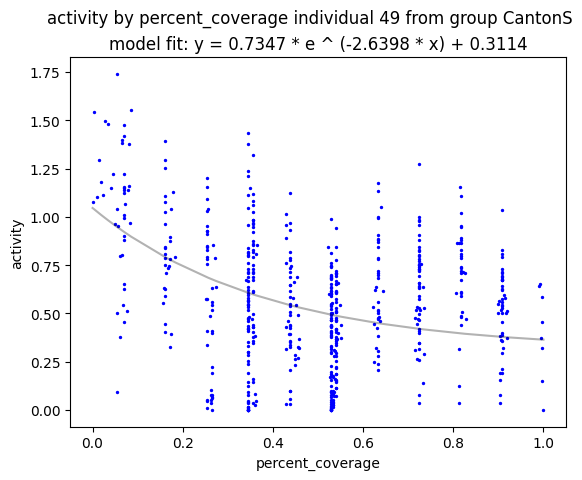 activity by percent_coverage individual 49 from group CantonS
model fit: y = 0.7347 * e ^ (-2.6398 * x) + 0.3114
1.75
1.50
1.25
1.00
0.75
0.50
0.25
0.00
activity
0.0 0.2 0.4 0.6 0.8 1.0
percent_coverage